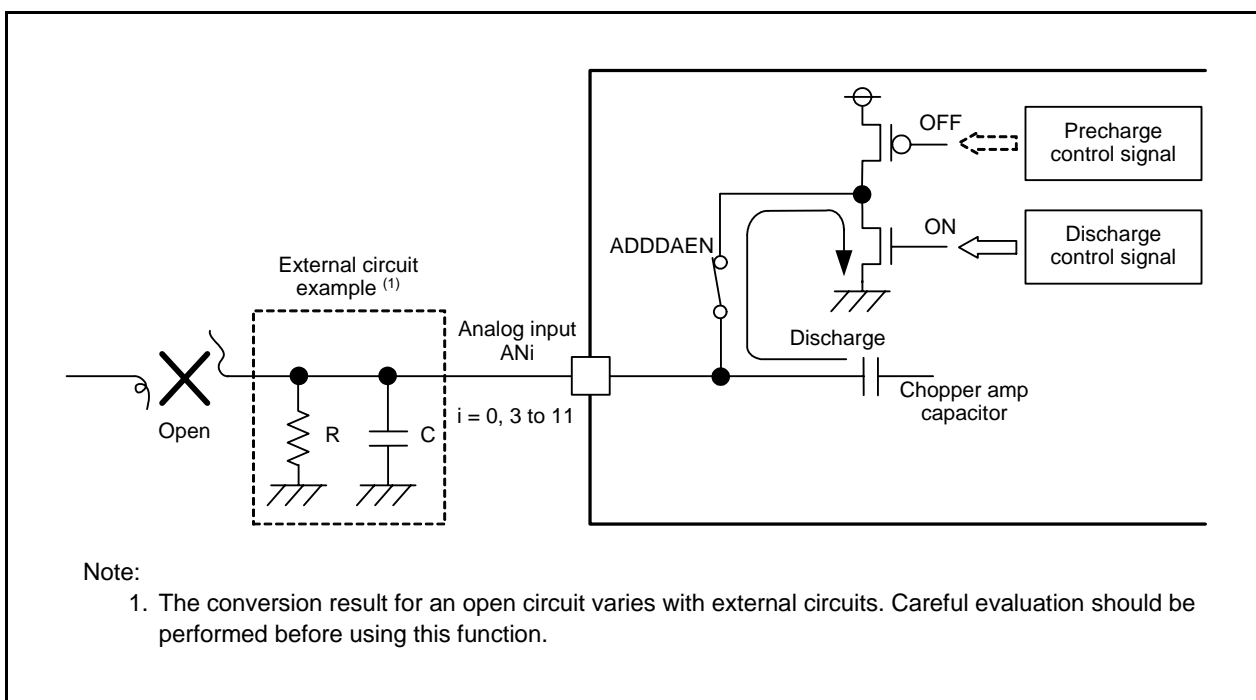 OFF
Precharge
control signal
ADDDAEN
ON
Discharge
control signal
External circuit
example (1)
Analog input
ANi
Discharge
Chopper amp
capacitor
Open
R
C
i = 0, 3 to 11
Note:
1. The conversion result for an open circuit varies with external circuits. Careful evaluation should be
performed before using this function.